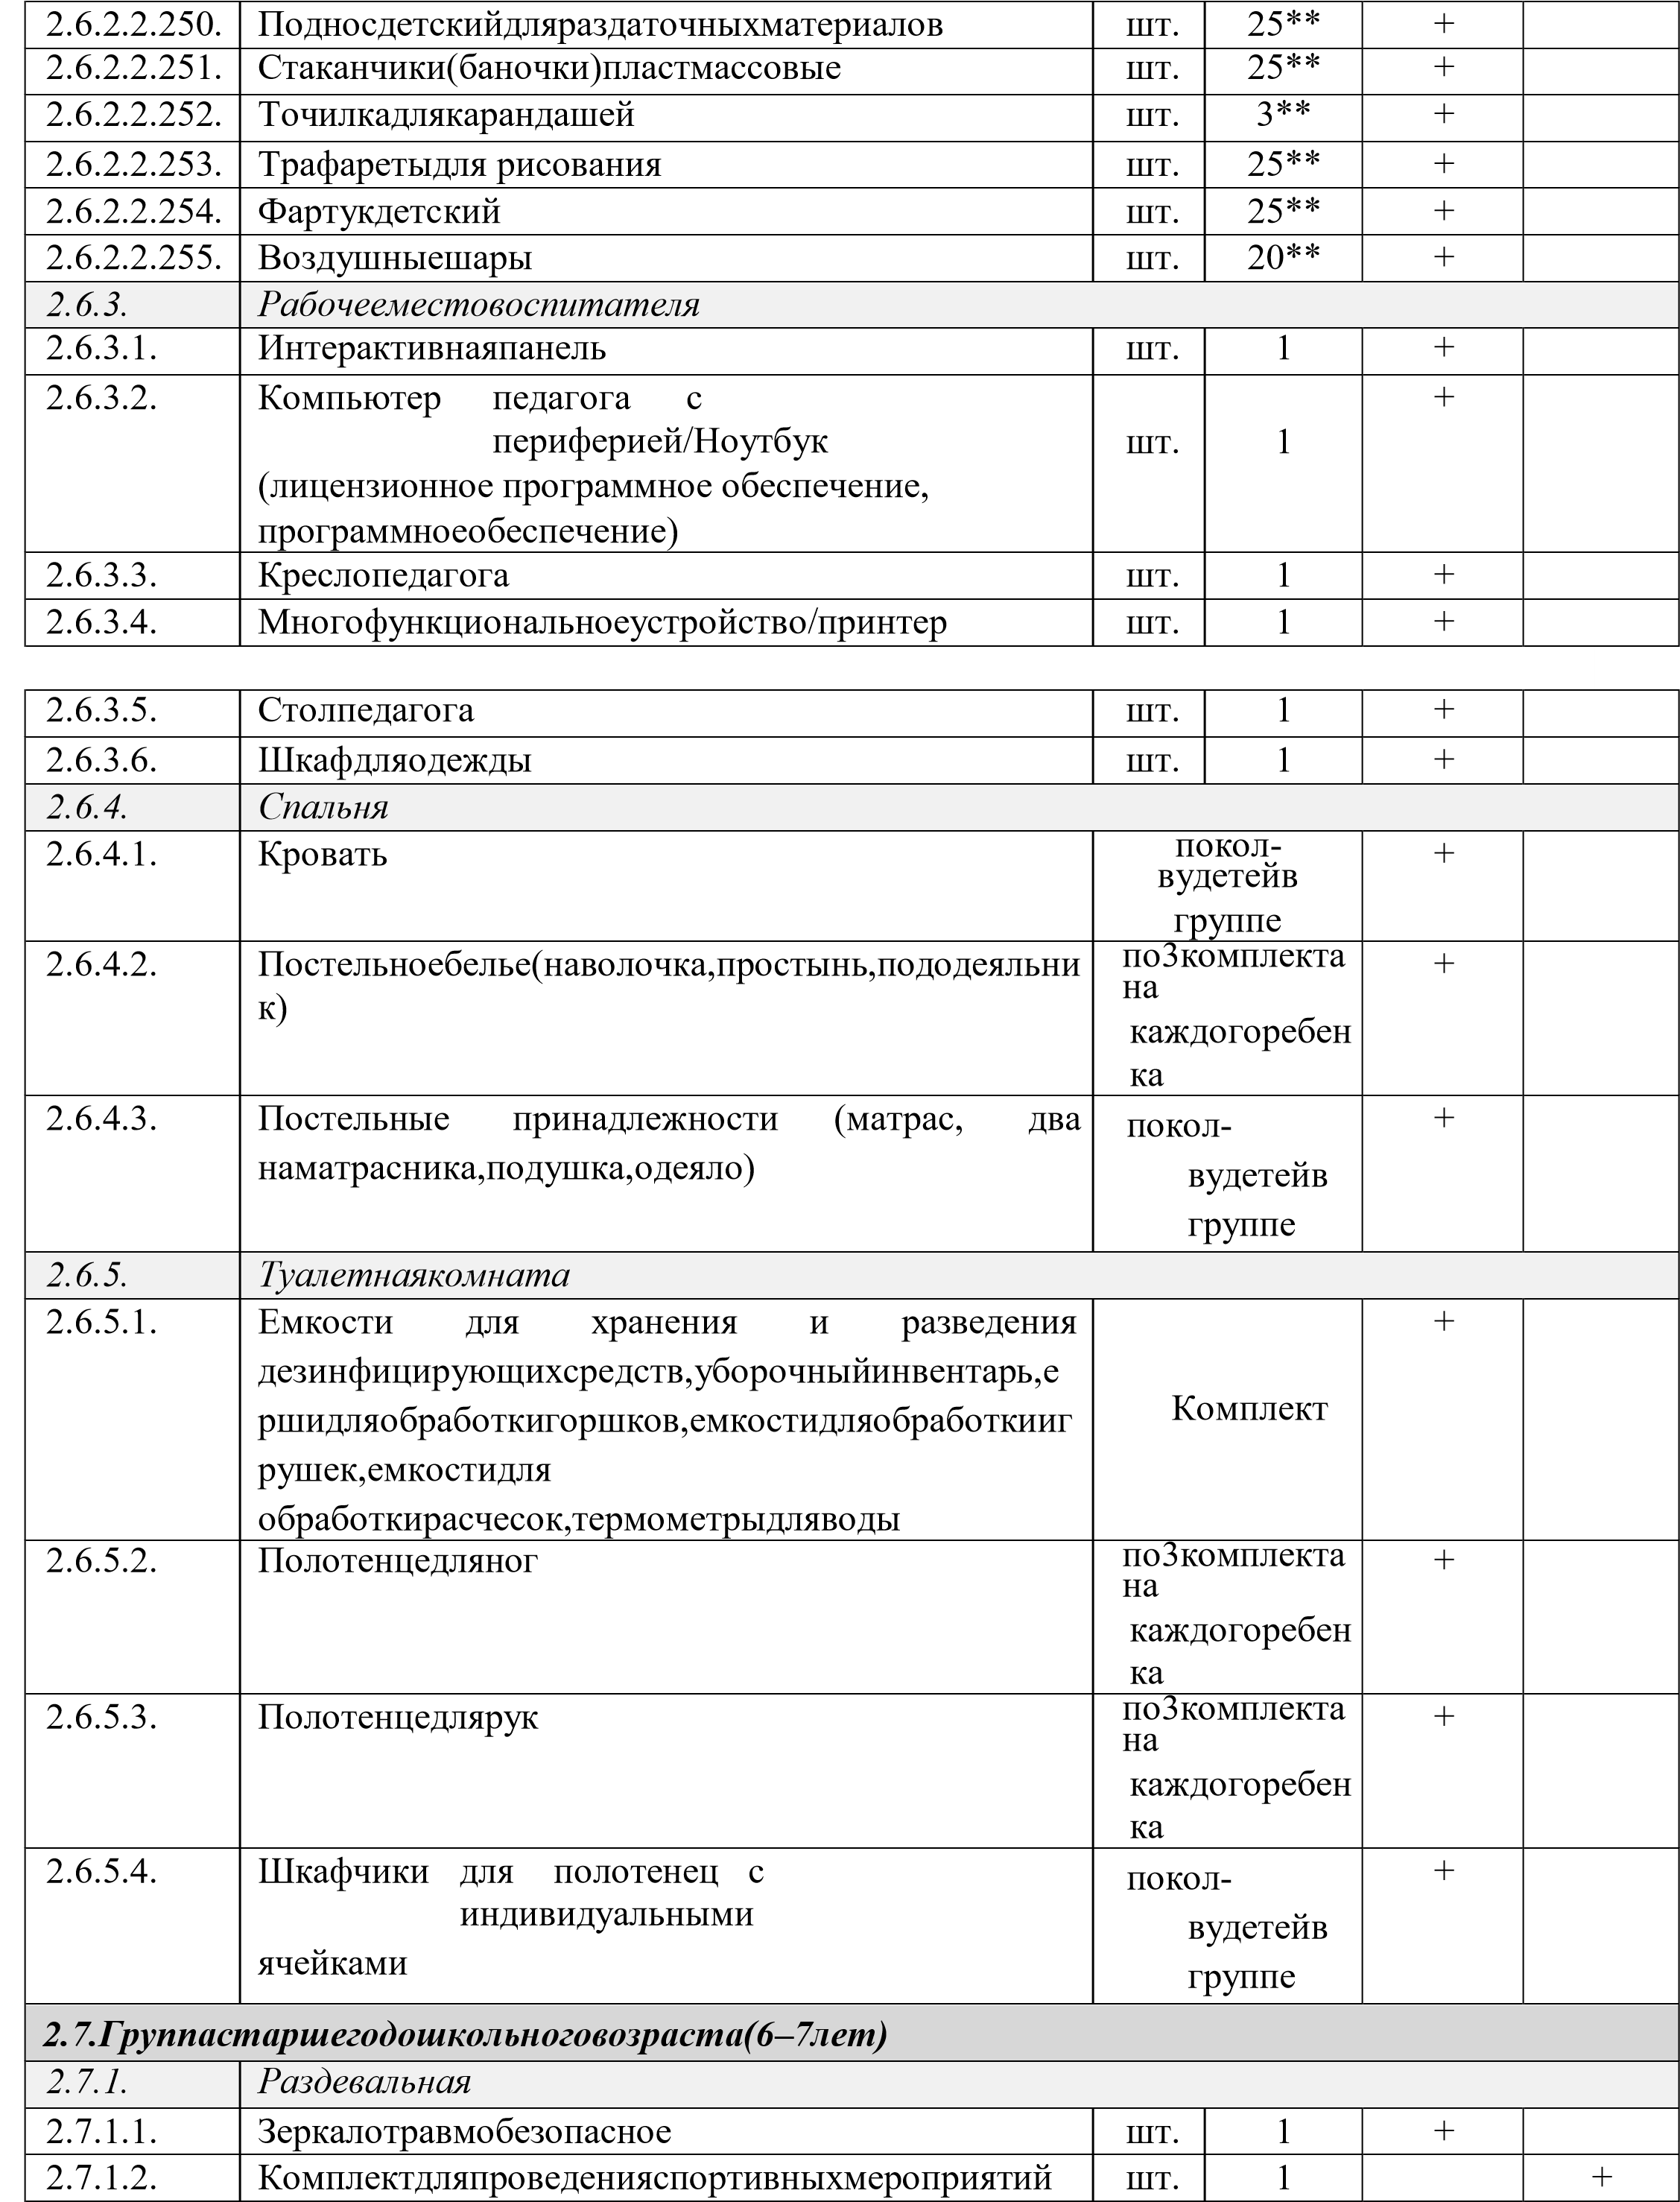 2.6.2.2.250. Подносдетскийдляраздаточныхматериалов шт. 25** +
2.6.2.2.251. Стаканчики(баночки)пластмассовые шт. 25** +
2.6.2.2.252. Точилкадлякарандашей шт. 3** +
2.6.2.2.253. Трафаретыдля рисования шт. 25** +
2.6.2.2.254. Фартукдетский шт. 25** +
2.6.2.2.255. Воздушныешары шт. 20** +
2.6.3. Рабочееместовоспитателя
2.6.3.1. Интерактивнаяпанель шт. 1 +
2.6.3.2. Компьютер педагога с +
периферией/Ноутбук шт. 1
(лицензионное программное обеспечение,
программноеобеспечение)
2.6.3.3. Креслопедагога шт. 1 +
2.6.3.4. Многофункциональноеустройство/принтер шт. 1 +
2.6.3.5. Столпедагога шт. 1 +
2.6.3.6. Шкафдляодежды шт. 1 +
2.6.4. Спальня
2.6.4.1. Кровать покол- +
вудетейв
группе
2.6.4.2. Постельноебелье(наволочка,простынь,пододеяльни по3комплекта +
к) на
каждогоребен
ка
2.6.4.3. Постельные принадлежности (матрас, два покол- +
наматрасника,подушка,одеяло) вудетейв
группе
2.6.5. Туалетнаякомната
2.6.5.1. Емкости для хранения и разведения +
дезинфицирующихсредств,уборочныйинвентарь,е
ршидляобработкигоршков,емкостидляобработкииг Комплект
рушек,емкостидля
обработкирасчесок,термометрыдляводы
2.6.5.2. Полотенцедляног по3комплекта +
на
каждогоребен
ка
2.6.5.3. Полотенцедлярук по3комплекта +
на
каждогоребен
ка
2.6.5.4. Шкафчики для полотенец с покол- +
индивидуальными вудетейв
ячейками группе
2.7.Группастаршегодошкольноговозраста(6–7лет)
2.7.1. Раздевальная
2.7.1.1. Зеркалотравмобезопасное шт. 1 +
2.7.1.2. Комплектдляпроведенияспортивныхмероприятий шт. 1 +